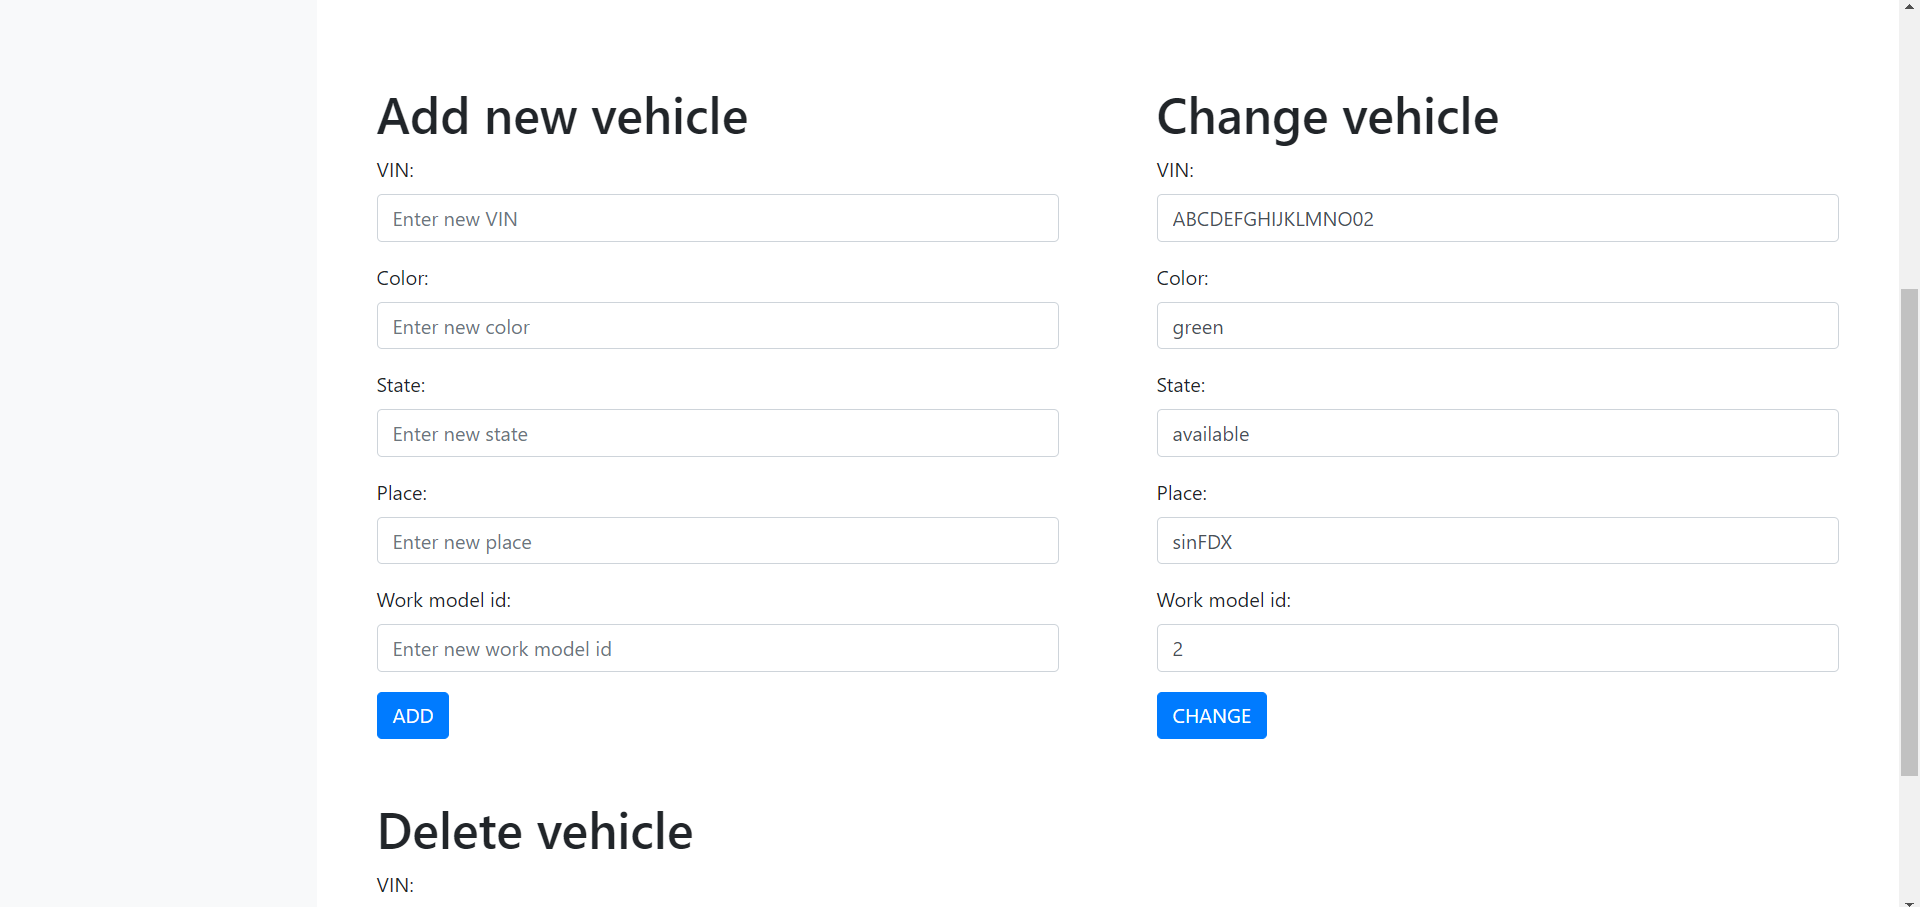 Add new vehicle
VIN:
Enter new VIN
Color:
Enter new color
State:
Enter new state
Place:
Enter new place
Work model id:
Enter new work model id
ADD
Change vehicle
VIN:
ABCDEFGHIJKLMNO02
Color:
green
State:
available
Place:
sinFDX
Work model id:
2
CHANGE
Delete vehicle
VIN: